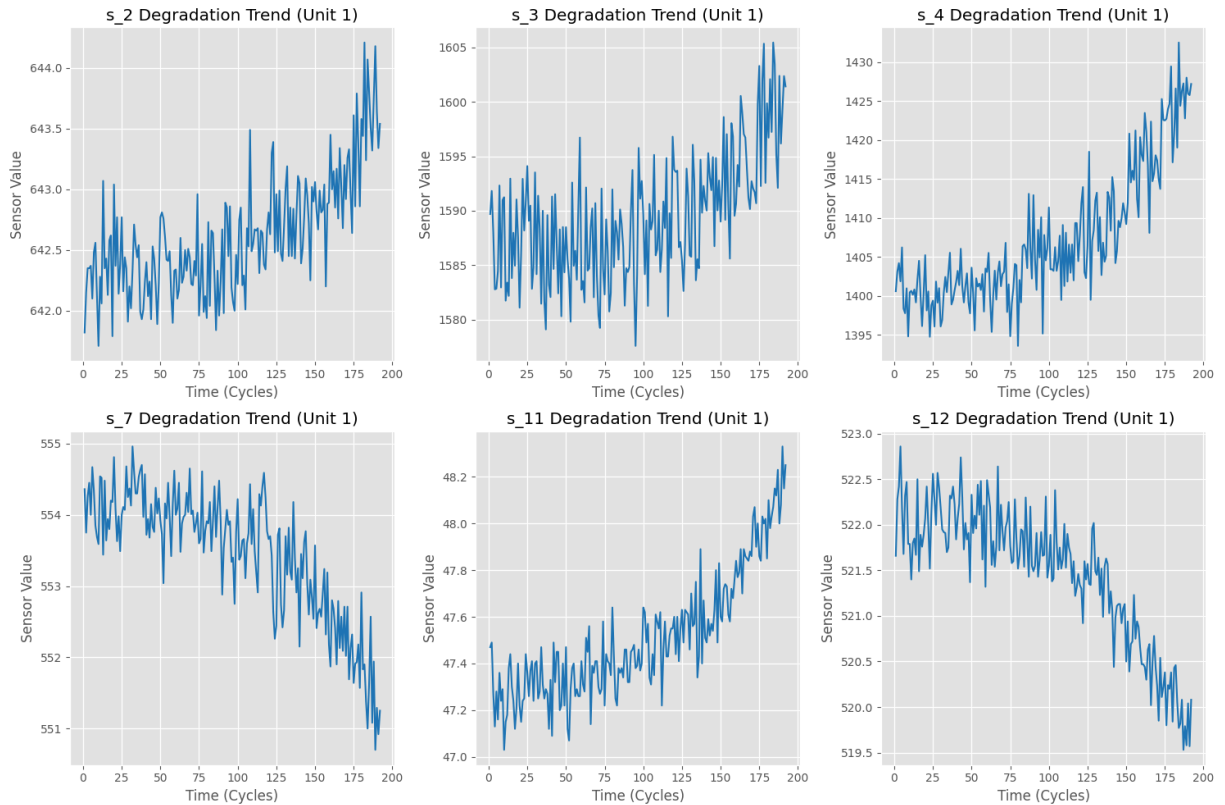 s_2 Degradation Trend (Unit 1)
Sensor Value
644.0
643.5
643.0
642.5
642.0
0 25 50 75 100 125 150 175 200
Time (Cycles)
s_3 Degradation Trend (Unit 1)
Sensor Value
1605
1600
1595
1590
1585
1580
0 25 50 75 100 125 150 175 200
Time (Cycles)
s_4 Degradation Trend (Unit 1)
Sensor Value
1430
1425
1420
1415
1410
1405
1400
1395
0 25 50 75 100 125 150 175 200
Time (Cycles)
s_7 Degradation Trend (Unit 1)
Sensor Value
555
554
553
552
551
0 25 50 75 100 125 150 175 200
Time (Cycles)
s_11 Degradation Trend (Unit 1)
Sensor Value
48.2
48.0
47.8
47.6
47.4
47.2
47.0
0 25 50 75 100 125 150 175 200
Time (Cycles)
s_12 Degradation Trend (Unit 1)
Sensor Value
523.0
522.5
522.0
521.5
521.0
520.5
520.0
519.5
0 25 50 75 100 125 150 175 200
Time (Cycles)